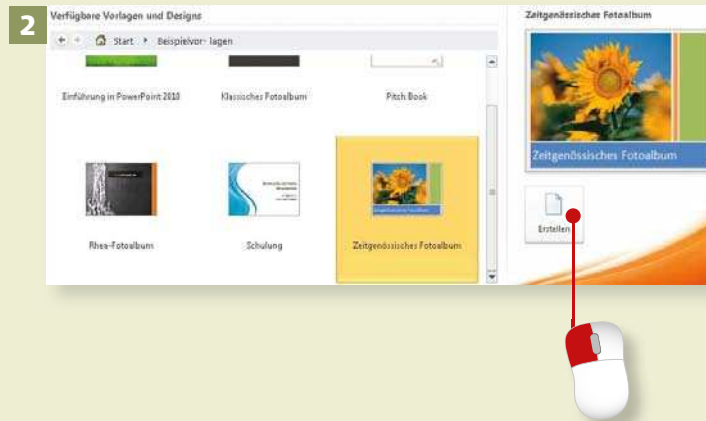 2
Verfügbare Vorlagen und Designs
Start
Beispielvor- lagen
Einführung in PowerPoint 2010
Klassisches Fotoalbum
Pitch Book
Rhea-Fotoalbum
Schulung
Zeitgenössisches Fotoalbum
Zeitgenössisches Fotoalbum
Zeitgenössisches Fotoalbum
Erstellen